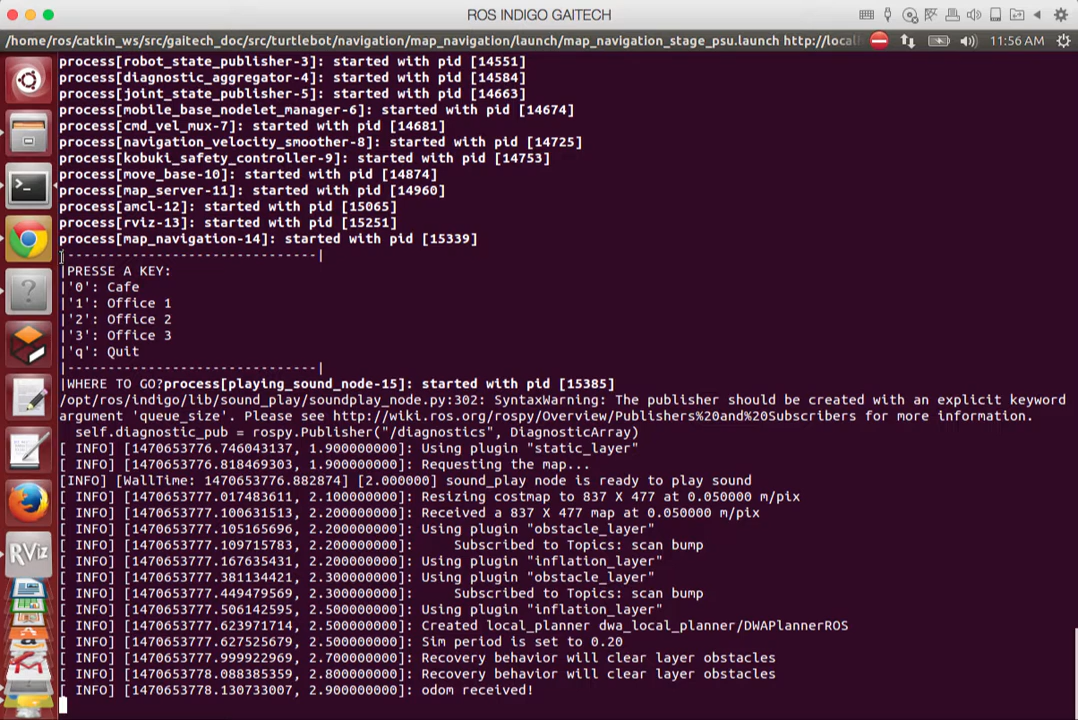 ROS INDIGO GAITECH
/home/ros/catkin_ws/src/gaitech_doc/src/turtlebot/navigation/map_navigation/launch/map_navigation_stage_psu.launch http://local
11:56 AM
process[robot_state_publisher-3]: started with pid [14551]
process[diagnostic_aggregator-4]: started with pid [14584]
process[joint_state_publisher-5]: started with pid [14663]
process[mobile_base_nodelet_manager-6]: started with pid [14674]
process[cmd_vel_mux-7]: started with pid [14681]
process[navigation_velocity_smoother-8]: started with pid [14725]
process[kobuki_safety_controller-9]: started with pid [14753]
process[move_base-10]: started with pid [14874]
process[map_server-11]: started with pid [14960]
process[amcl-12]: started with pid [15065]
process[rviz-13]: started with pid [15251]
process[map_navigation-14]: started with pid [15339]
|-------------------------------|
|PRESSE A KEY:
|'0': Cafe
|'1': Office 1
|'2': Office 2
|'3': Office 3
|'q': Quit
|-------------------------------|
|WHERE TO GO?process[playing_sound_node-15]: started with pid [15385]
/opt/ros/indigo/lib/sound_play/soundplay_node.py:302: SyntaxWarning: The publisher should be created with an explicit keyword
argument 'queue_size'. Please see http://wiki.ros.org/rospy/Overview/Publishers%20and%20Subscribers for more information.
self.diagnostic_pub = rospy.Publisher("/diagnostics", DiagnosticArray)
[ INFO] [1470653776.746043137, 1.900000000]: Using plugin "static_layer"
[ INFO] [1470653776.818469303, 1.900000000]: Requesting the map...
[INFO] [WallTime: 1470653776.882874] [2.000000] sound_play node is ready to play sound
[ INFO] [1470653777.017483611, 2.100000000]: Resizing costmap to 837 X 477 at 0.050000 m/pix
[ INFO] [1470653777.100631513, 2.200000000]: Received a 837 X 477 map at 0.050000 m/pix
[ INFO] [1470653777.105165696, 2.200000000]: Using plugin "obstacle_layer"
[ INFO] [1470653777.109715783, 2.200000000]:     Subscribed to Topics: scan bump
[ INFO] [1470653777.167635431, 2.200000000]: Using plugin "inflation_layer"
[ INFO] [1470653777.381134421, 2.300000000]: Using plugin "obstacle_layer"
[ INFO] [1470653777.449479569, 2.300000000]:     Subscribed to Topics: scan bump
[ INFO] [1470653777.506142595, 2.500000000]: Using plugin "inflation_layer"
[ INFO] [1470653777.623971714, 2.500000000]: Created local_planner dwa_local_planner/DWAPlannerROS
[ INFO] [1470653777.627525679, 2.500000000]: Sim period is set to 0.20
[ INFO] [1470653777.999922969, 2.700000000]: Recovery behavior will clear layer obstacles
[ INFO] [1470653778.088385359, 2.800000000]: Recovery behavior will clear layer obstacles
[ INFO] [1470653778.130733007, 2.900000000]: odom received!
RViz